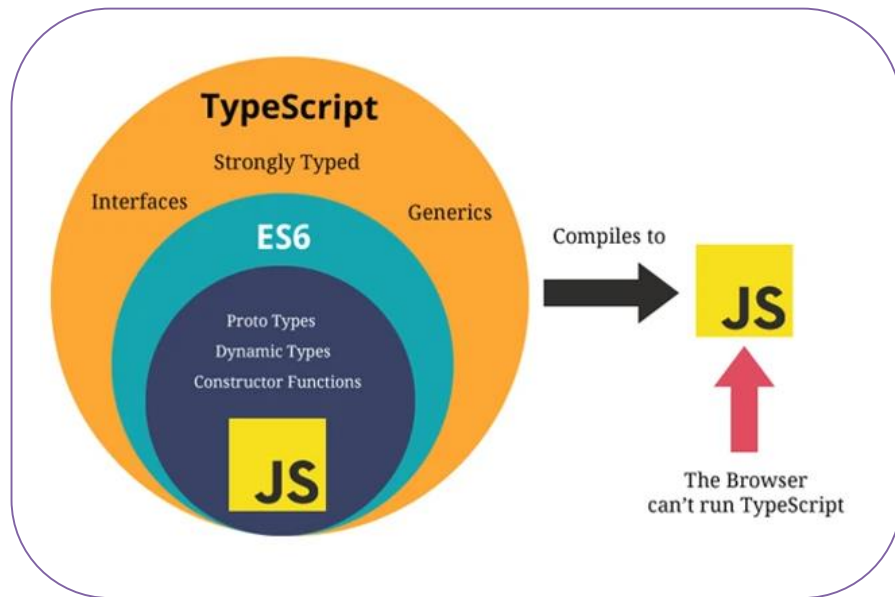 TypeScript
Strongly Typed
Interfaces
Generics
ES6
Proto Types
Dynamic Types
Constructor Functions
JS
Compiles to
JS
The Browser
can't run TypeScript